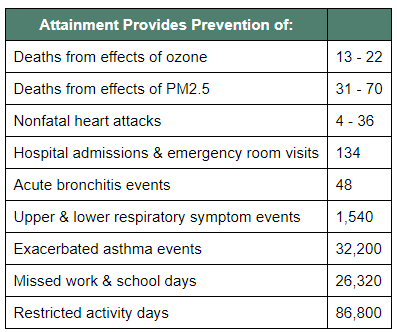 Attainment Provides Prevention of:
Deaths from effects of ozone 13 - 22
Deaths from effects of PM2.5 31 - 70
Nonfatal heart attacks 4 - 36
Hospital admissions & emergency room visits 134
Acute bronchitis events 48
Upper & lower respiratory symptom events 1,540
Exacerbated asthma events 32,200
Missed work & school days 26,320
Restricted activity days 86,800